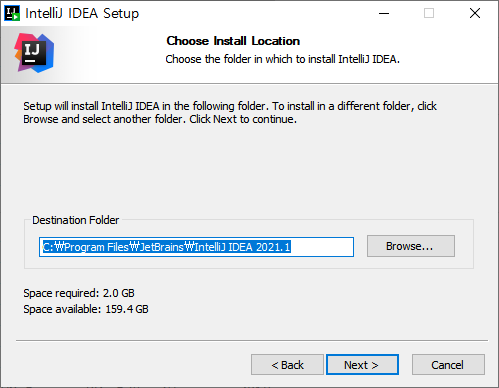 IntelliJ IDEA Setup
IJ
Choose Install Location
Choose the folder in which to install IntelliJ IDEA.
Setup will install IntelliJ IDEA in the following folder. To install in a different folder, click
Browse and select another folder. Click Next to continue.
Destination Folder
C:₩Program Files₩JetBrains₩IntelliJ IDEA 2021.1
Browse...
Space required: 2.0 GB
Space available: 159.4 GB
< Back
Next >
Cancel